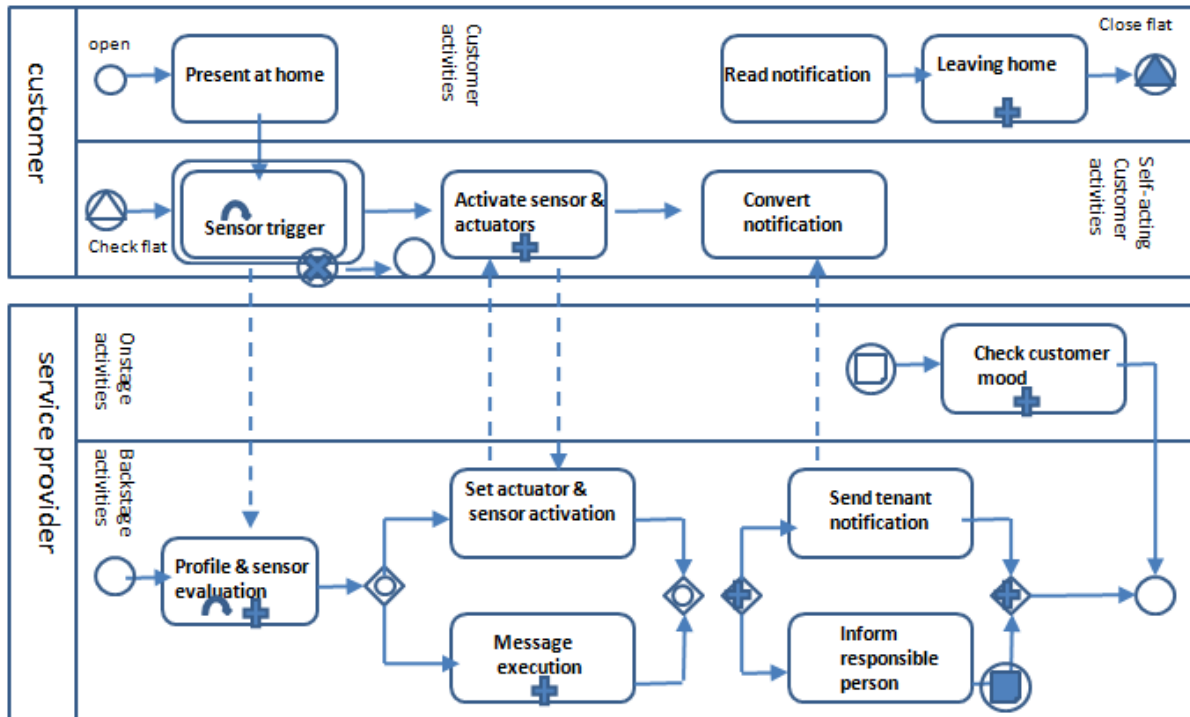 customer
open
Present at home
Customer
activities
Read notification
Leaving home
Close flat
Check flat
Sensor trigger
Activate sensor &
actuators
Convert
notification
Self-acting
Customer
activities
service provider
Onstage
activities
Check customer
mood
Backstage
activities
Profile & sensor
evaluation
Set actuator &
sensor activation
Message
execution
Send tenant
notification
Inform
responsible
person